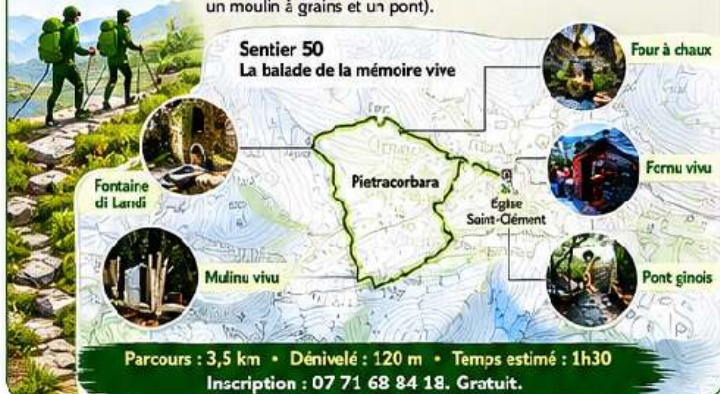 un moulin à grains et un pont).
Sentier 50
La balade de la mémoire vive
Four à chaux
Fontaine
di Landi
Pietracorbara
Fornu vivu
Église
Saint-Clément
Mulinu vivu
Pont ginois
Parcours : 3,5 km • Dénivelé : 120 m • Temps estimé : 1h30
Inscription : 07 71 68 84 18. Gratuit.